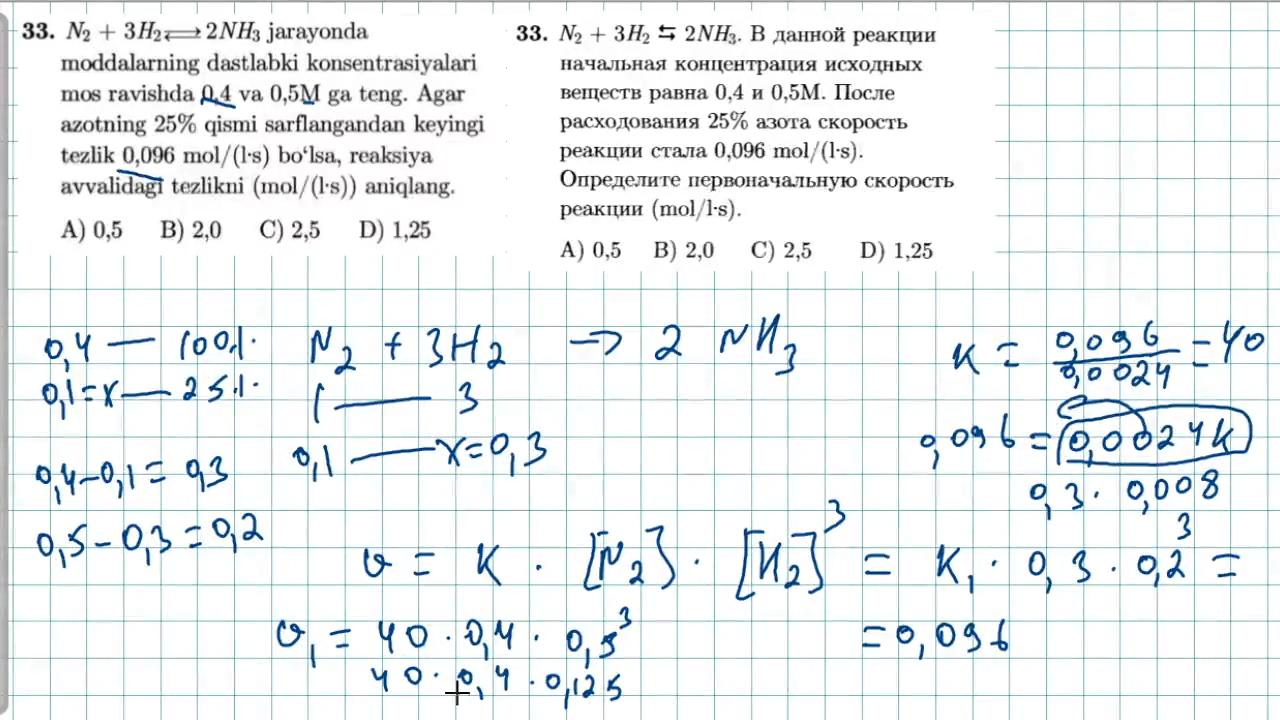 33. N₂ + 3H₂ ⇌ 2NH₃ jarayonda
moddalarning dastlabki konsentrasiyalari
mos ravishda 0,4 va 0,5M ga teng. Agar
azotning 25% qismi sarflangandan keyingi
tezlik 0,096 mol/(l·s) bo‘lsa, reaksiya
avvalidagi tezlikni (mol/(l·s)) aniqlang.
A) 0,5 B) 2,0 C) 2,5 D) 1,25
33. N₂ + 3H₂ ⇆ 2NH₃. В данной реакции
начальная концентрация исходных
веществ равна 0,4 и 0,5М. После
расходования 25% азота скорость
реакции стала 0,096 mol/(l·s).
Определите первоначальную скорость
реакции (mol/l·s).
A) 0,5 B) 2,0 C) 2,5 D) 1,25
0,4 — 100%
0,1 = x — 25%
0,4 - 0,1 = 0,3
0,5 - 0,3 = 0,2
N₂ + 3H₂ → 2 NH₃
1 — 3
0,1 — x = 0,3
K = 0,096 / 0,0024 = 40
0,096 = 0,0024K
0,3 · 0,008
υ = K · [N₂] · [H₂]³ = K₁ · 0,3 · 0,2³ =
= 0,096
υ₁ = 40 · 0,4 · 0,5³
40 · 0,4 · 0,125